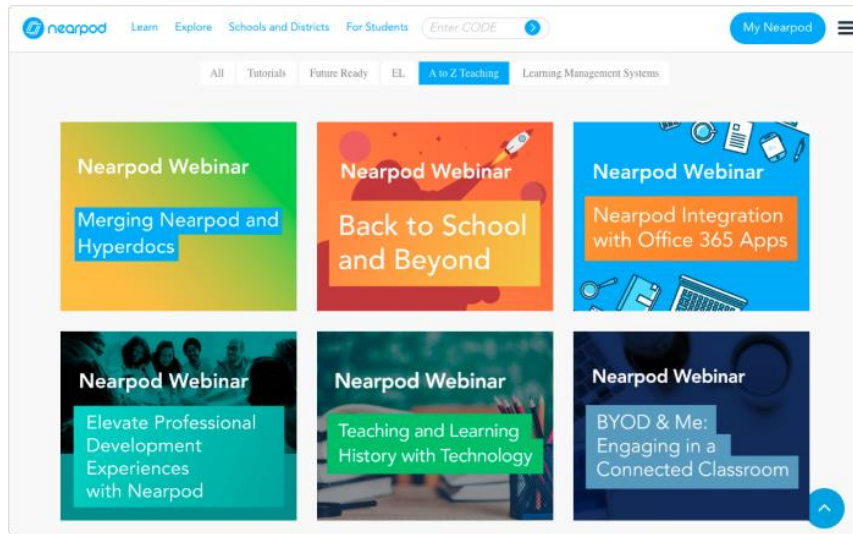 nearpod Learn Explore Schools and Districts For Students Enter CODE My Nearpod
All Tutorials Future Ready EL A to Z Teaching Learning Management Systems
Nearpod Webinar
Merging Nearpod and
Hyperdocs
Nearpod Webinar
Back to School
and Beyond
Nearpod Webinar
Nearpod Integration
with Office 365 Apps
Nearpod Webinar
Elevate Professional
Development
Experiences
with Nearpod
Nearpod Webinar
Teaching and Learning
History with Technology
Nearpod Webinar
BYOD & Me:
Engaging in a
Connected Classroom